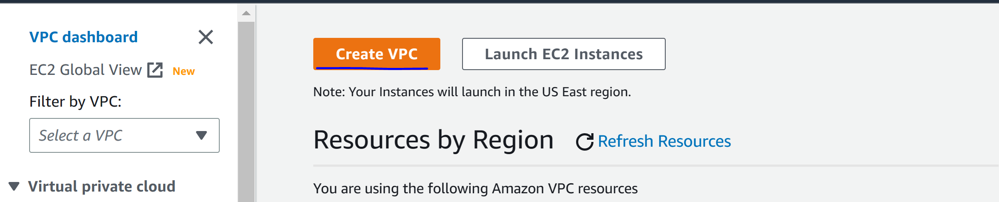 VPC dashboard
EC2 Global View New
Filter by VPC:
Select a VPC
Virtual private cloud
Create VPC
Launch EC2 Instances
Note: Your Instances will launch in the US East region.
Resources by Region
Refresh Resources
You are using the following Amazon VPC resources